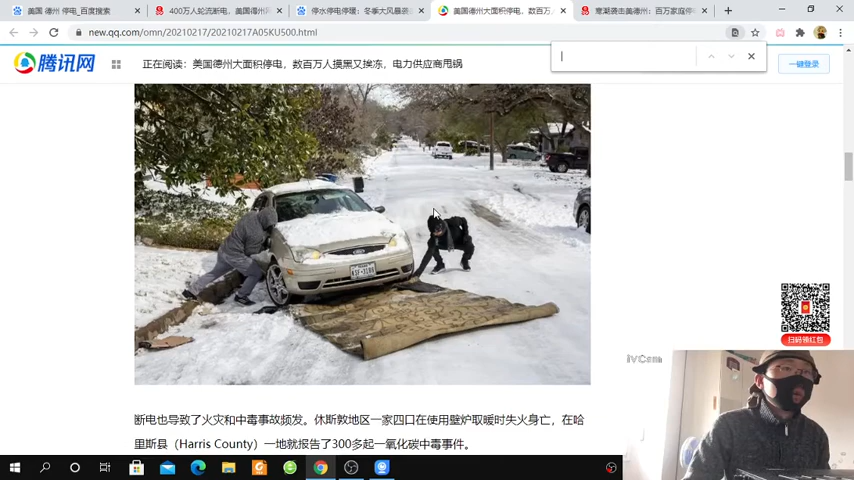 美国 德州 停电_百度搜索
400万人轮流断电，美国得州
停水停电停暖：冬季大风暴袭
美国德州大面积停电，数百万人
寒潮袭击美德州：百万家庭停
new.qq.com/omn/20210217/20210217A05KU500.html
腾讯网
正在阅读：美国德州大面积停电，数百万人摸黑又挨冻，电力供应商甩锅
一键登录
扫码领红包
iVCam
断电也导致了火灾和中毒事故频发。休斯敦地区一家四口在使用壁炉取暖时失火身亡，在哈
里斯县（Harris County）一地就报告了300多起一氧化碳中毒事件。